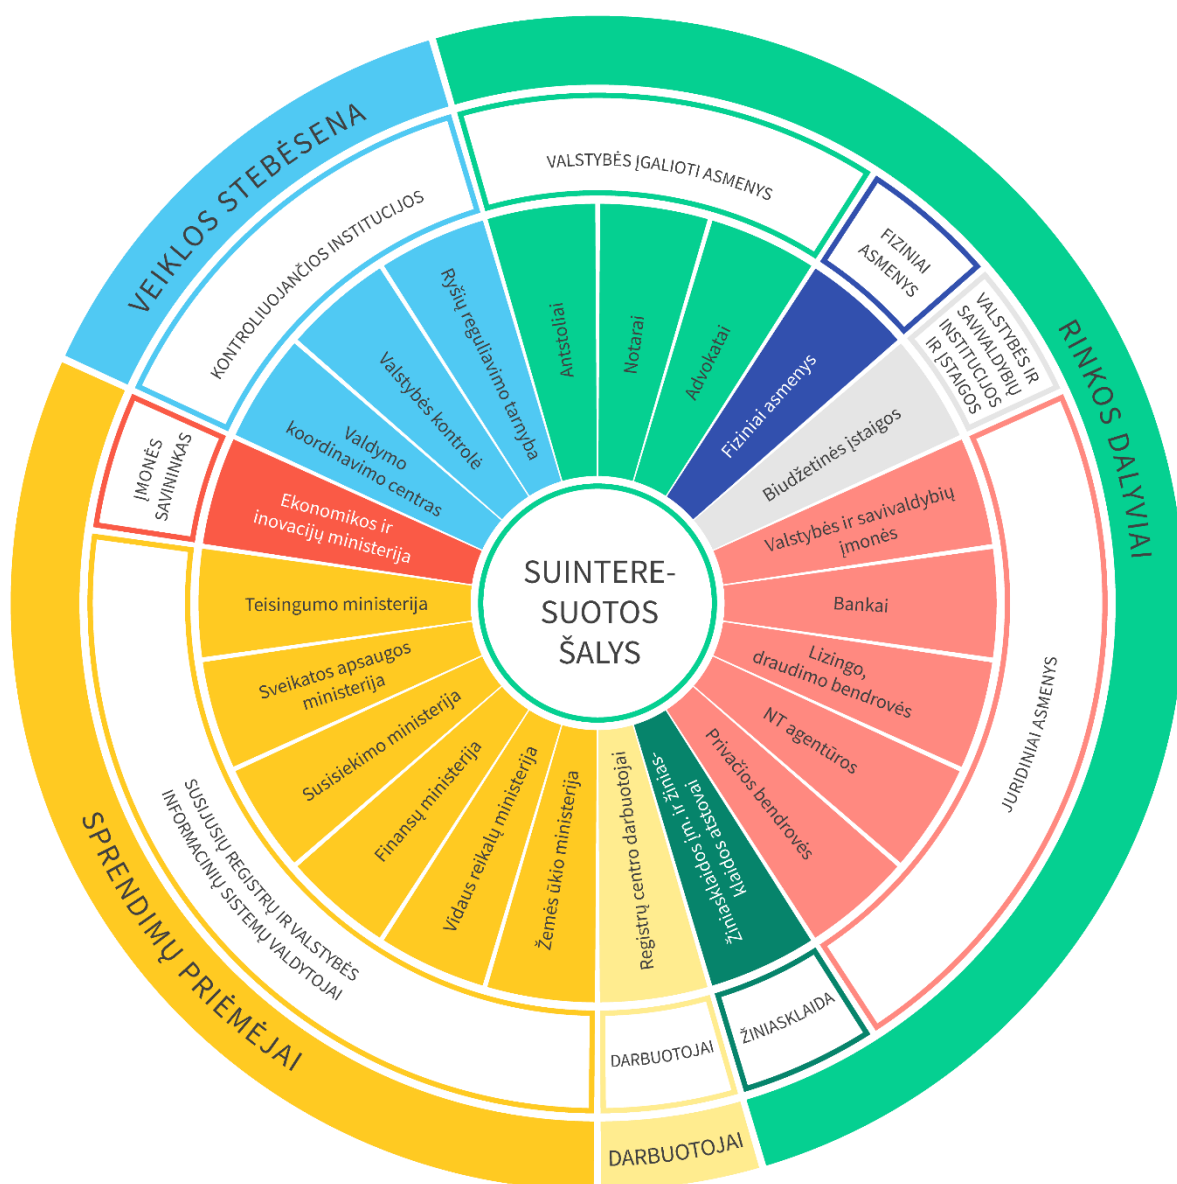 SUINTERE-
SUOTOS
ŠALYS
VEIKLOS STEBĖSENA
KONTROLIUOJANČIOS INSTITUCIJOS
Valdymo
koordinavimo centras
Valstybės kontrolė
Ryšių reguliavimo tarnyba
RINKOS DALYVIAI
VALSTYBĖS ĮGALIOTI ASMENYS
Antstoliai
Notarai
Advokatai
FIZINIAI
ASMENYS
Fiziniai asmenys
VALSTYBĖS IR
SAVIVALDYBIŲ
INSTITUCIJOS
IR ĮSTAIGOS
Biudžetinės įstaigos
JURIDINIAI ASMENYS
Valstybės ir savivaldybių
įmonės
Bankai
Lizingo,
draudimo bendrovės
NT agentūros
Privačios bendrovės
ŽINIASKLAIDA
Žiniasklaidos įm. ir žinias-
klaidos atstovai
DARBUOTOJAI
DARBUOTOJAI
Registrų centro darbuotojai
SPRENDIMŲ PRIĖMĖJAI
SUSIJUSIŲ REGISTRŲ IR VALSTYBĖS
INFORMACINIŲ SISTEMŲ VALDYTOJAI
Žemės ūkio ministerija
Vidaus reikalų ministerija
Finansų ministerija
Susisiekimo ministerija
Sveikatos apsaugos
ministerija
Teisingumo ministerija
ĮMONĖS
SAVININKAS
Ekonomikos ir
inovacijų ministerija